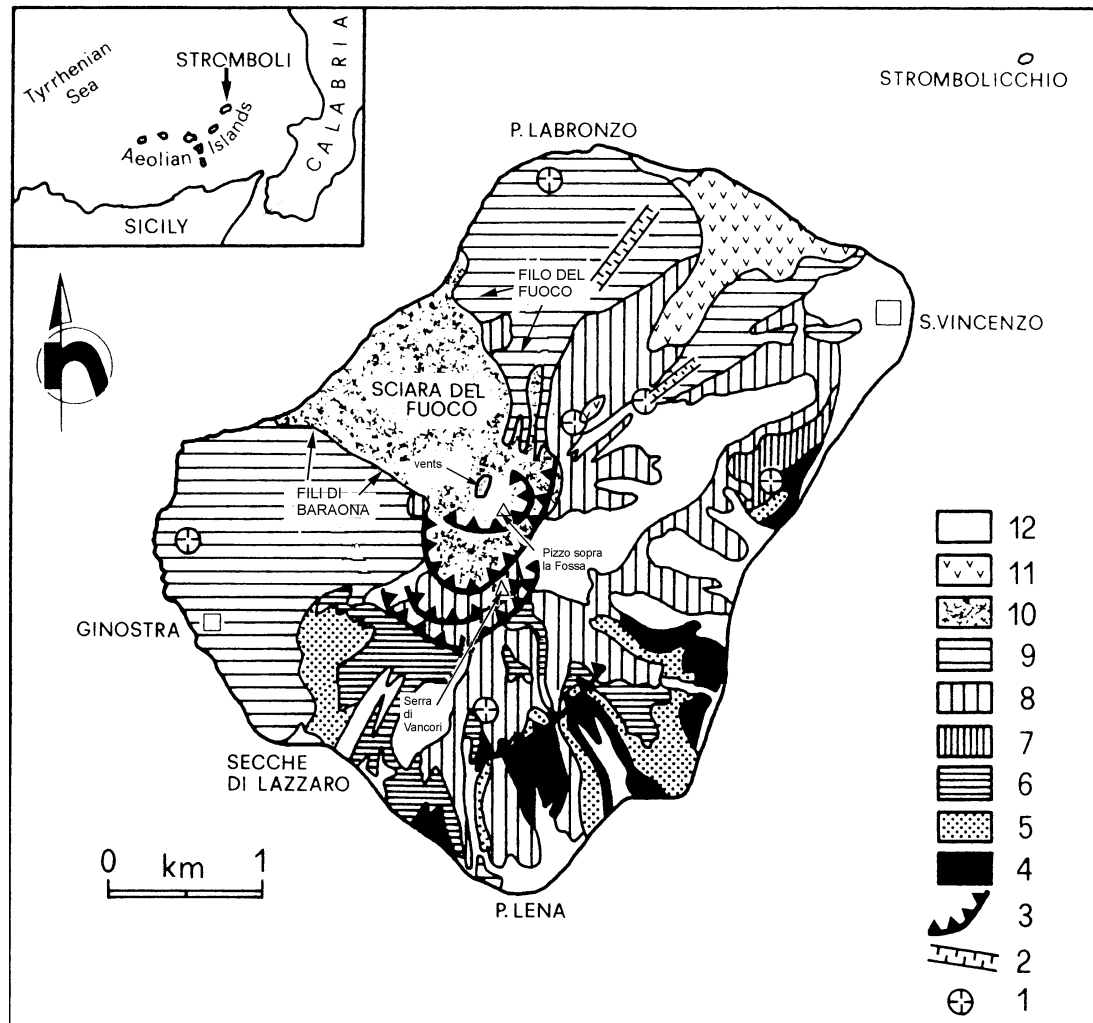 STROMBOLI
Tyrrhenian
Sea
Aeolian Islands
CALABRIA
SICILY
STROMBOLICCHIO
P. LABRONZO
n
FILO DEL
FUOCO
S.VINCENZO
SCIARA DEL
FUOCO
vents
FILI DI
BARAONA
Pizzo sopra
la Fossa
GINOSTRA
Serra
di
Vancori
SECCHE
DI LAZZARO
P. LENA
0 km 1
12
11
10
9
8
7
6
5
4
3
2
1